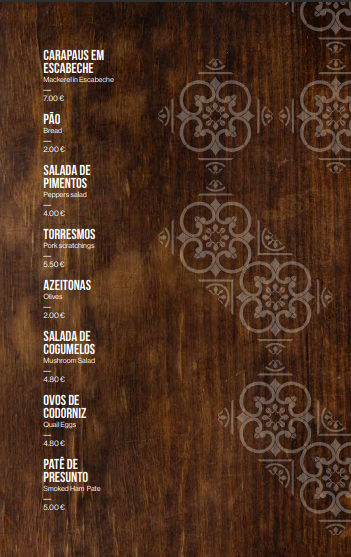 CARAPAUS EM
ESCABECHE
Mackerel in Escabeche
7.00 €
PÃO
Bread
2.00 €
SALADA DE
PIMENTOS
Peppers salad
4.00 €
TORRESMOS
Pork scratchings
5.50 €
AZEITONAS
Olives
2.00 €
SALADA DE
COGUMELOS
Mushroom Salad
4.80 €
OVOS DE
CODORNIZ
Quail Eggs
4.80 €
PATÊ DE
PRESUNTO
Smoked Ham Pate
5.00 €